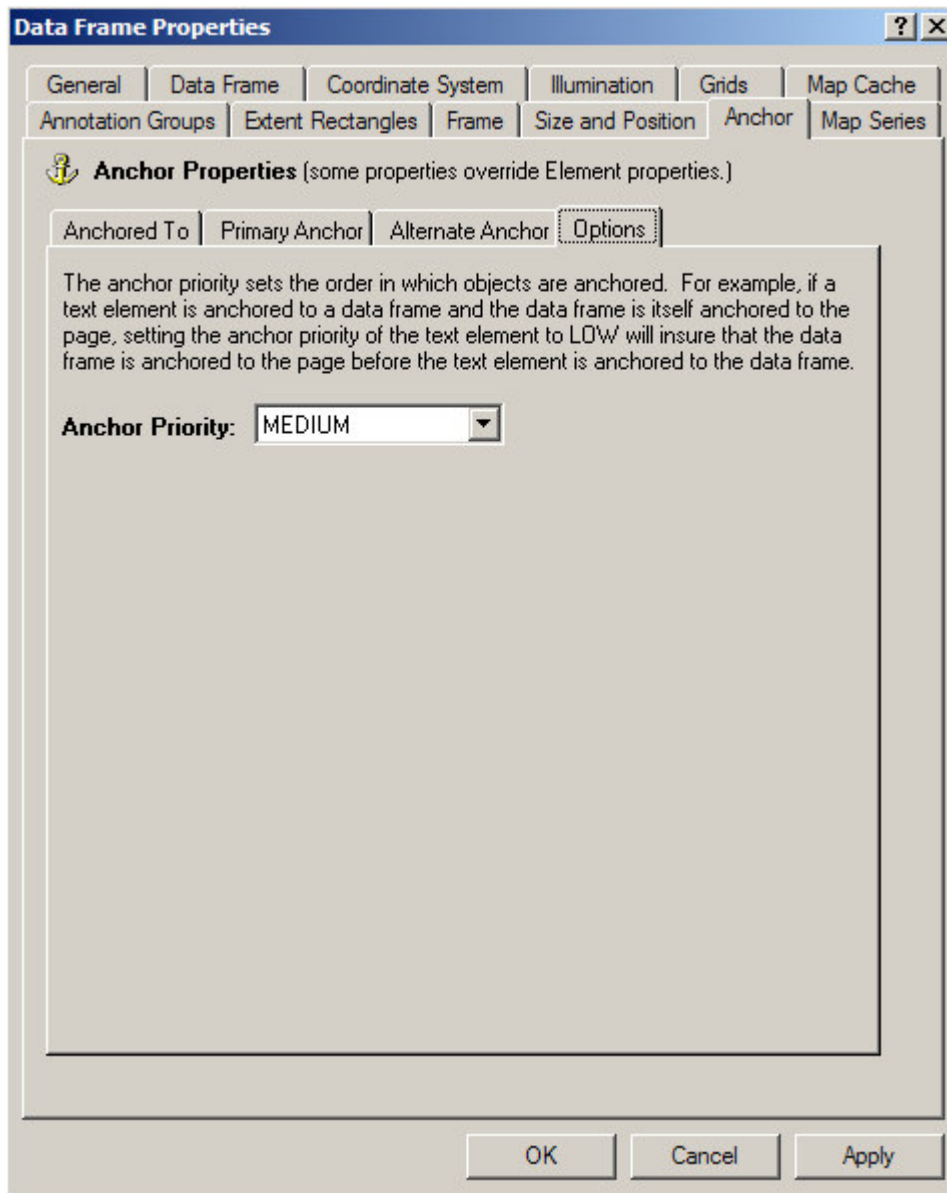 Data Frame Properties
General Data Frame Coordinate System Illumination Grids Map Cache
Annotation Groups Extent Rectangles Frame Size and Position Anchor Map Series
Anchor Properties (some properties override Element properties.)
Anchored To Primary Anchor Alternate Anchor Options
The anchor priority sets the order in which objects are anchored. For example, if a
text element is anchored to a data frame and the data frame is itself anchored to the
page, setting the anchor priority of the text element to LOW will insure that the data
frame is anchored to the page before the text element is anchored to the data frame.
Anchor Priority: MEDIUM
OK Cancel Apply